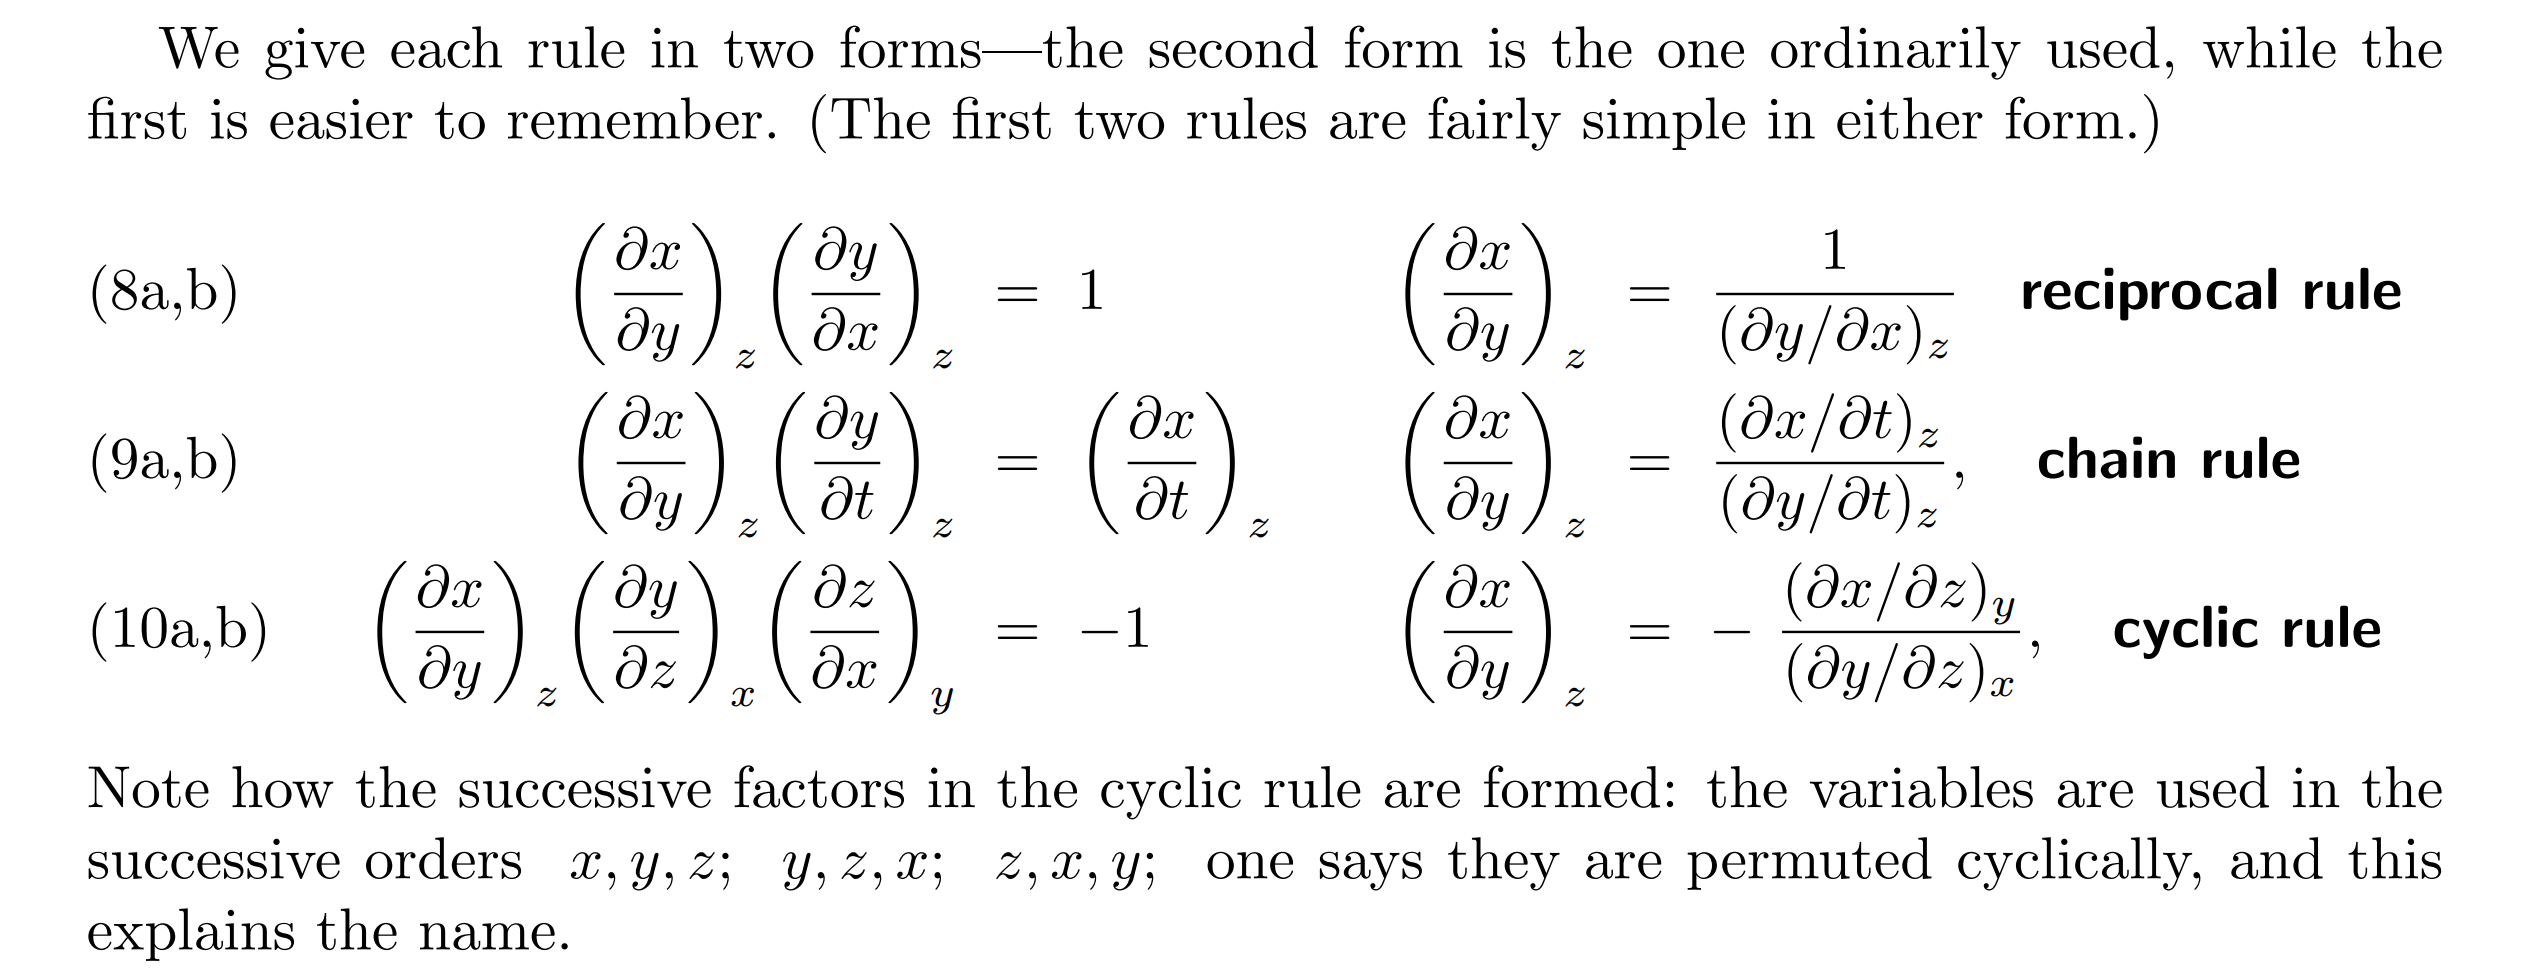 We give each rule in two forms—the second form is the one ordinarily used, while the
first is easier to remember. (The first two rules are fairly simple in either form.)
(8a,b) $\left(\frac{\partial x}{\partial y}\right)_z \left(\frac{\partial y}{\partial x}\right)_z = 1$ $\left(\frac{\partial x}{\partial y}\right)_z = \frac{1}{(\partial y/\partial x)_z}$ reciprocal rule
(9a,b) $\left(\frac{\partial x}{\partial y}\right)_z \left(\frac{\partial y}{\partial t}\right)_z = \left(\frac{\partial x}{\partial t}\right)_z$ $\left(\frac{\partial x}{\partial y}\right)_z = \frac{(\partial x/\partial t)_z}{(\partial y/\partial t)_z},$ chain rule
(10a,b) $\left(\frac{\partial x}{\partial y}\right)_z \left(\frac{\partial y}{\partial z}\right)_x \left(\frac{\partial z}{\partial x}\right)_y = -1$ $\left(\frac{\partial x}{\partial y}\right)_z = -\frac{(\partial x/\partial z)_y}{(\partial y/\partial z)_x},$ cyclic rule
Note how the successive factors in the cyclic rule are formed: the variables are used in the
successive orders x, y, z; y, z, x; z, x, y; one says they are permuted cyclically, and this
explains the name.